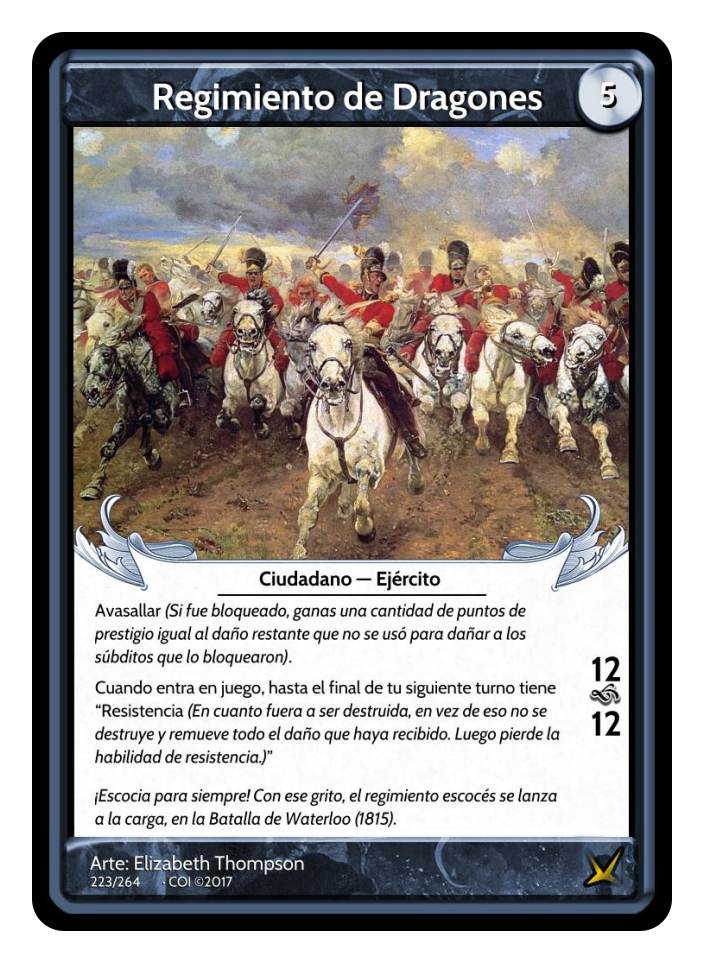 Regimiento de Dragones
5
Ciudadano — Ejército
Avasallar (Si fue bloqueado, ganas una cantidad de puntos de
prestigio igual al daño restante que no se usó para dañar a los
súbditos que lo bloquearon).
Cuando entra en juego, hasta el final de tu siguiente turno tiene
“Resistencia (En cuanto fuera a ser destruida, en vez de eso no se
destruye y remueve todo el daño que haya recibido. Luego pierde la
habilidad de resistencia.)”
12
12
¡Escocia para siempre! Con ese grito, el regimiento escocés se lanza
a la carga, en la Batalla de Waterloo (1815).
Arte: Elizabeth Thompson
223/264 · COI ©2017